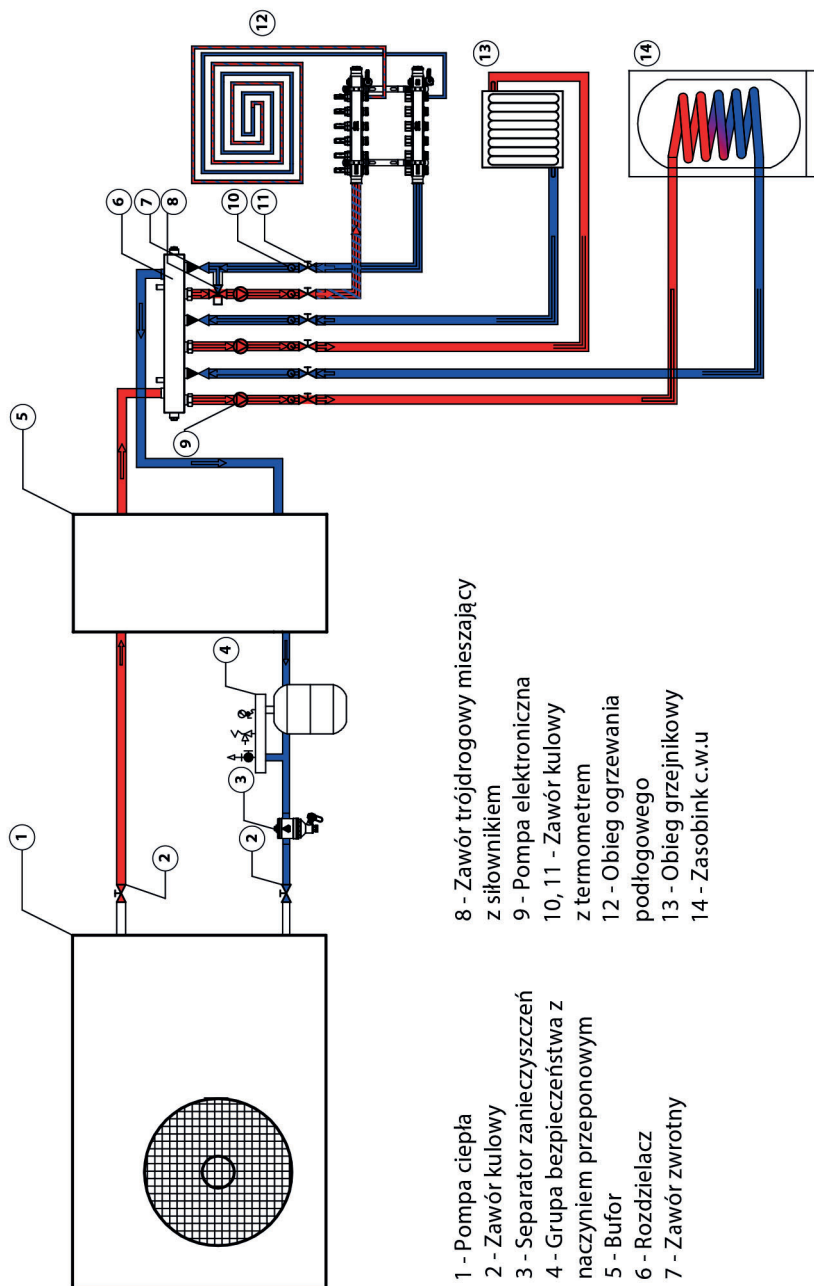 1
2
2
3
4
5
6
7
8
9
10
11
12
13
14
1 - Pompa ciepła
2 - Zawór kulowy
3 - Separator zanieczyszczeń
4 - Grupa bezpieczeństwa z
naczyniem przeponowym
5 - Bufor
6 - Rozdzielacz
7 - Zawór zwrotny
8 - Zawór trójdrogowy mieszający
z siłownikiem
9 - Pompa elektroniczna
10, 11 - Zawór kulowy
z termometrem
12 - Obieg ogrzewania
podłogowego
13 - Obieg grzejnikowy
14 - Zasobink c.w.u